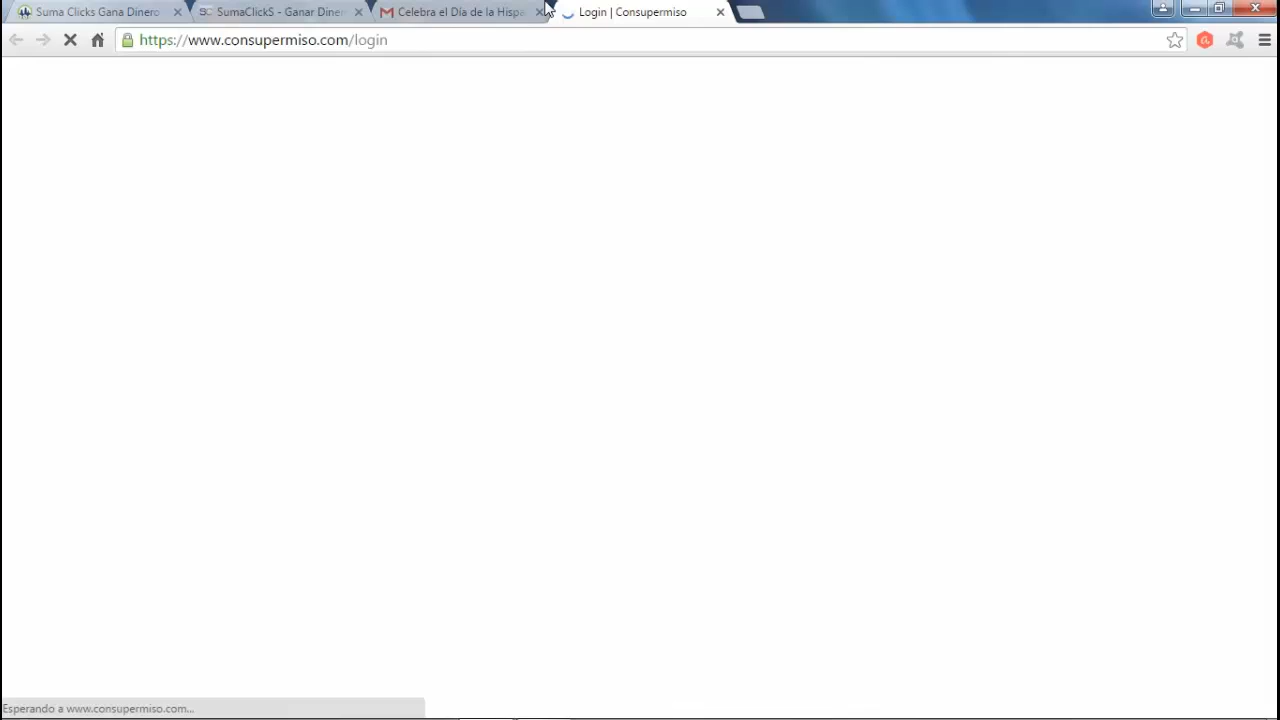 Suma Clicks Gana Dinero
SumaClickS - Ganar Diner
Celebra el Día de la Hispa
Login | Consupermiso
https://www.consupermiso.com/login
Esperando a www.consupermiso.com...